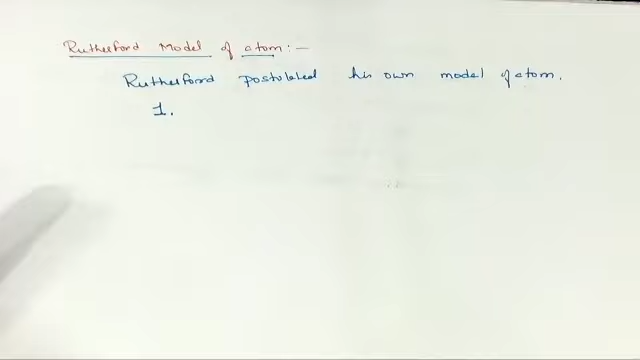 Rutherford Model of atom:-
Rutherford postulated his own model of atom.
1.